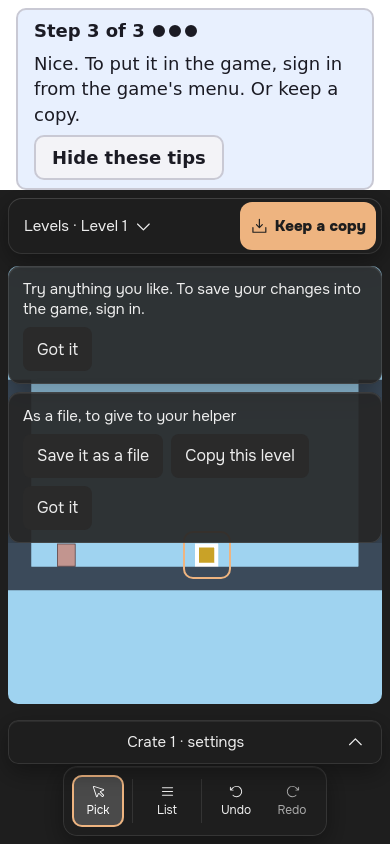 Step 3 of 3
Nice. To put it in the game, sign in
from the game's menu. Or keep a
copy.
Hide these tips
Levels · Level 1
Keep a copy
Try anything you like. To save your changes into
the game, sign in.
Got it
As a file, to give to your helper
Save it as a file
Copy this level
Got it
Crate 1 · settings
Pick
List
Undo
Redo